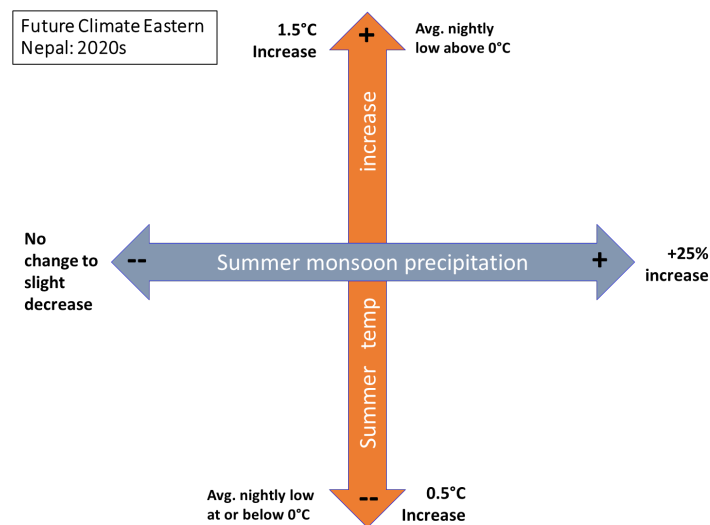 Future Climate Eastern
Nepal: 2020s
1.5°C
Increase
+
Avg. nightly
low above 0°C
increase
No
change to
slight
decrease
--
Summer monsoon precipitation
+
+25%
increase
Summer temp
Avg. nightly low
at or below 0°C
--
0.5°C
Increase